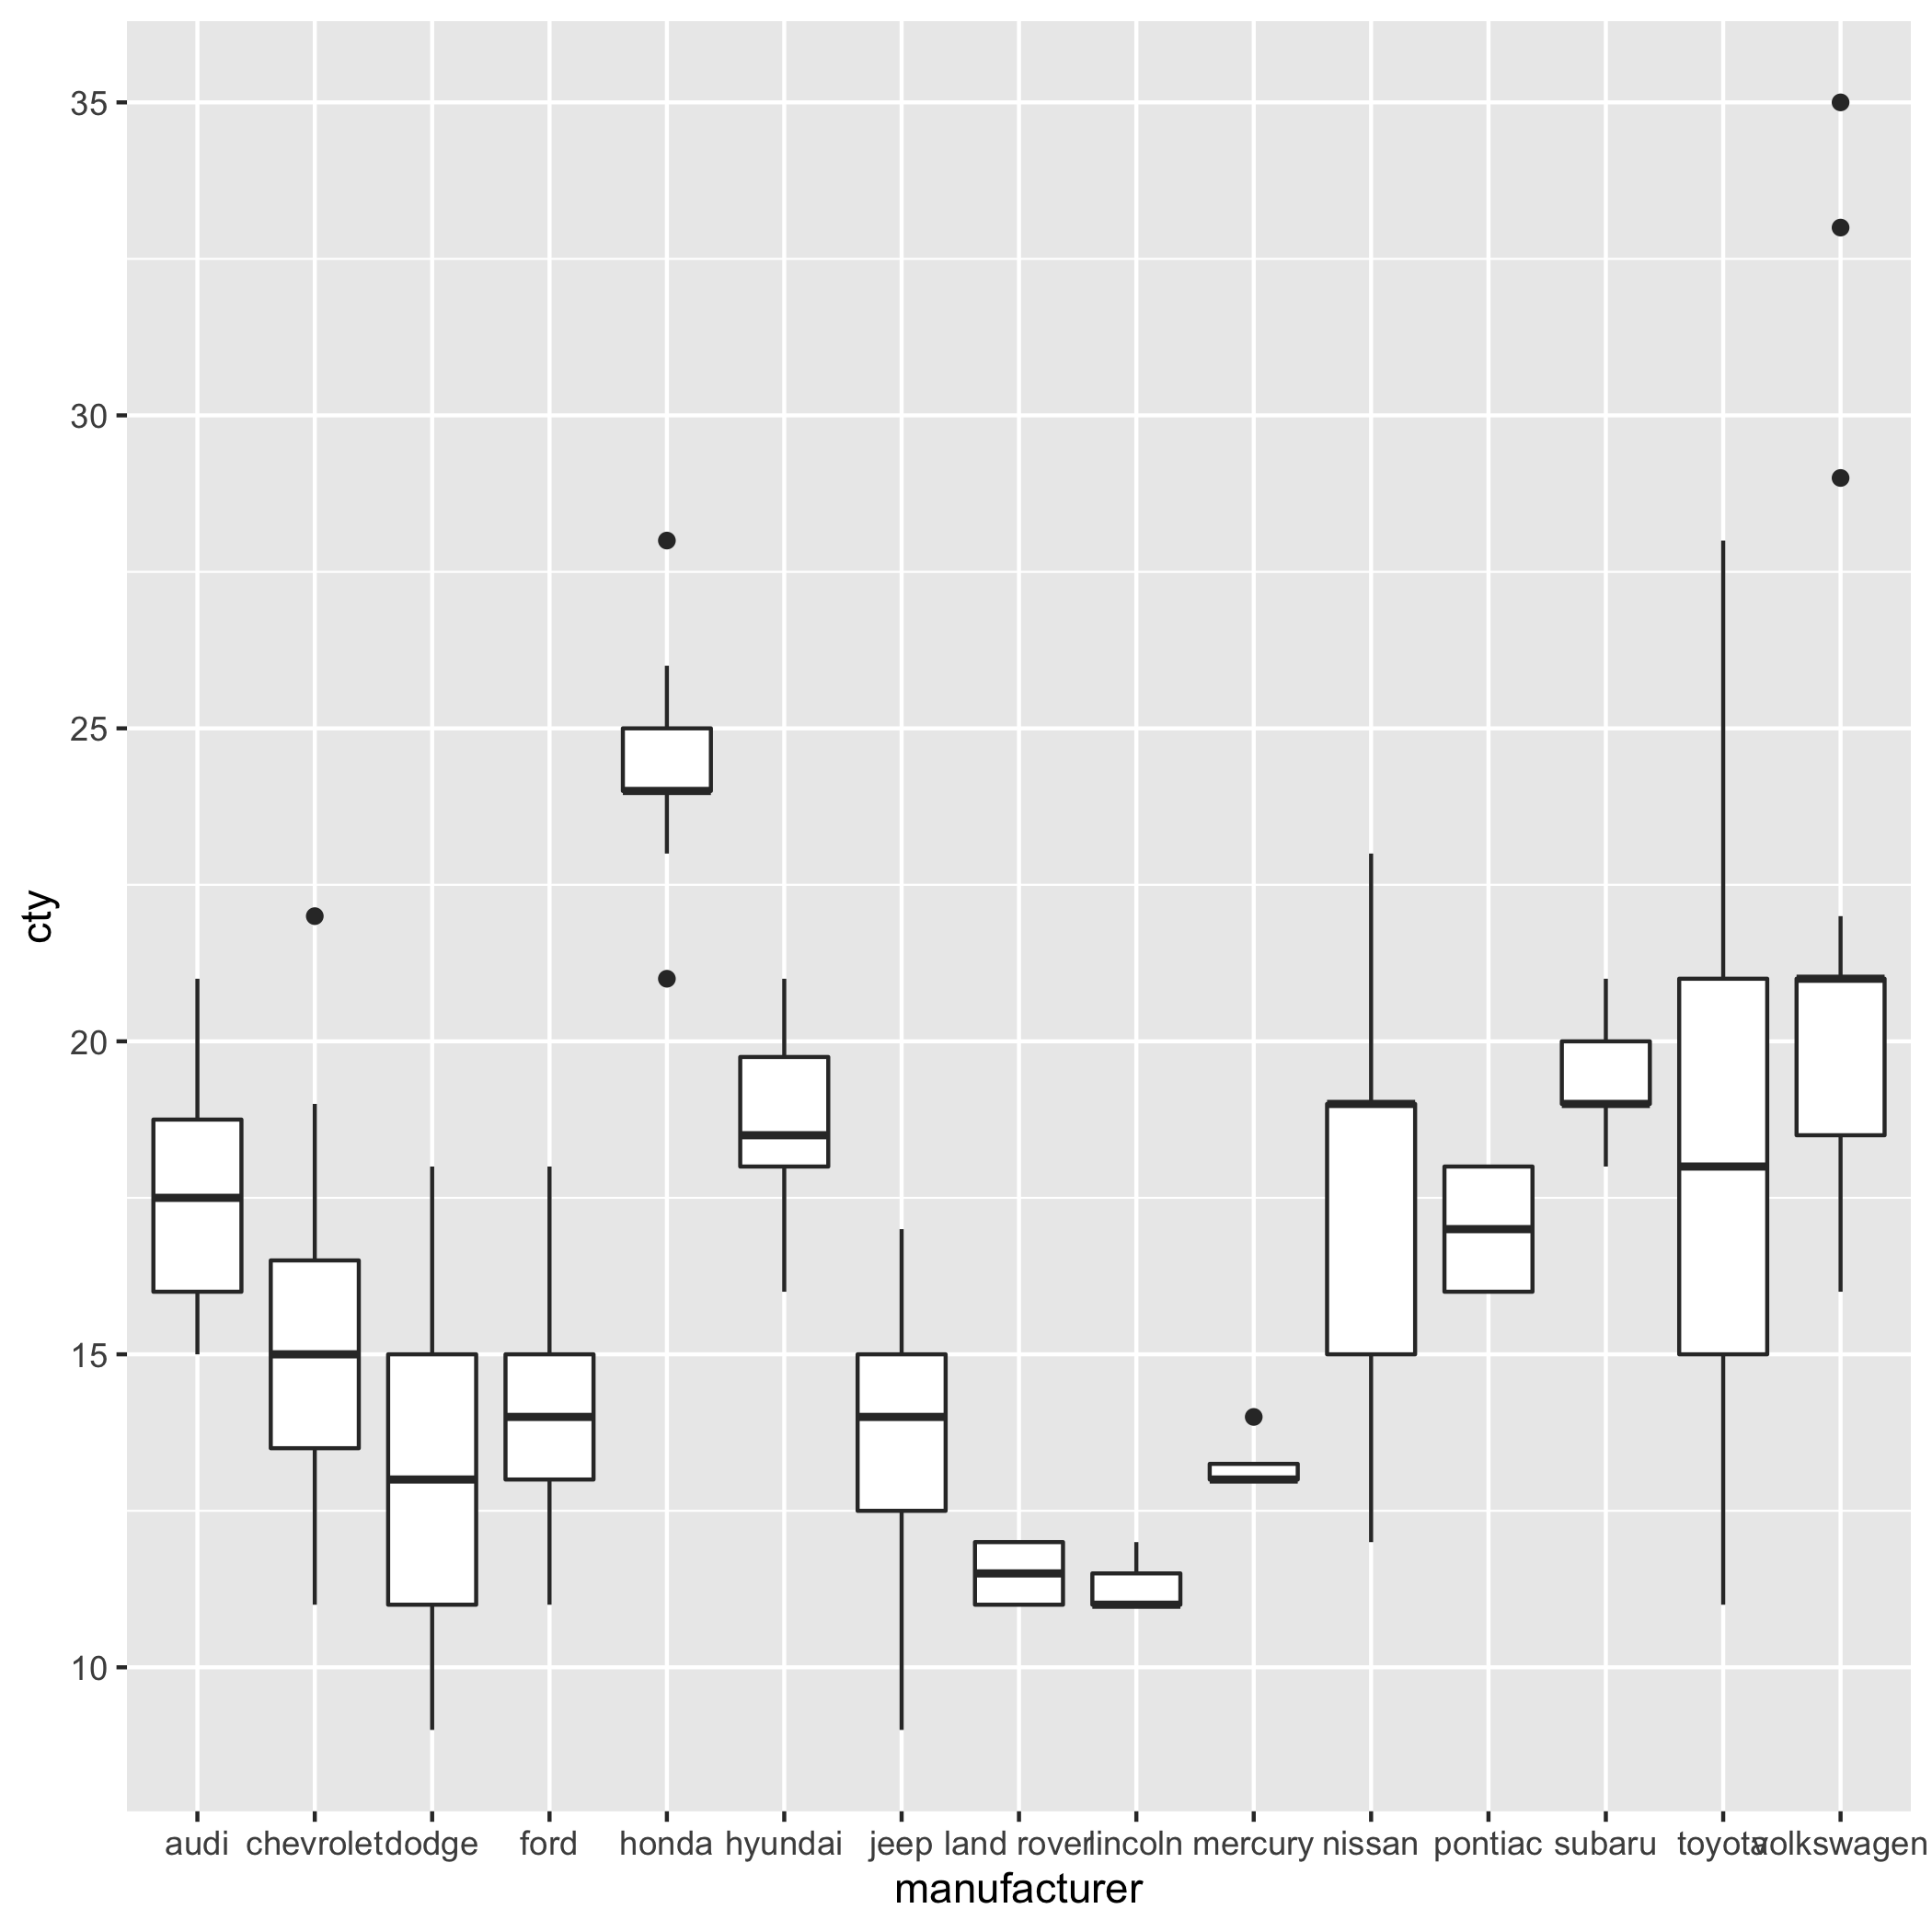 35
30
25
20
15
10
cty
audi chevrolet dodge ford honda hyundai jeep land rover lincoln mercury nissan pontiac subaru toyota volkswagen
manufacturer